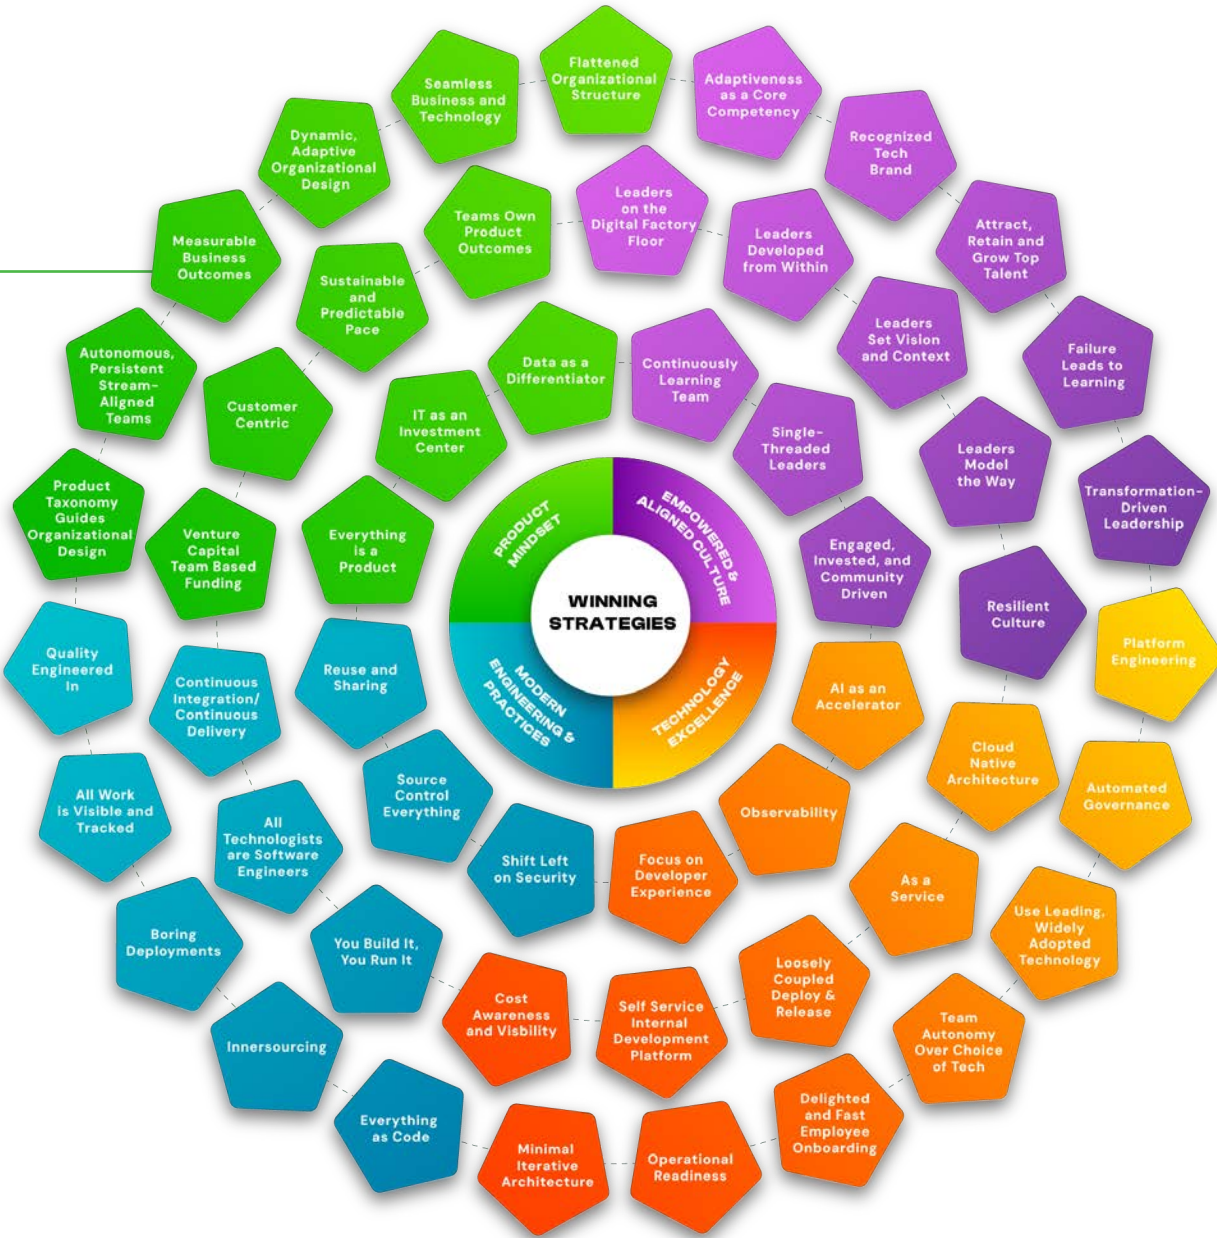 Flattened
Organizational
Structure
Seamless
Business and
Technology
Adaptiveness
as a Core
Competency
Dynamic,
Adaptive
Organizational
Design
Recognized
Tech
Brand
Teams Own
Product
Outcomes
Leaders
on the
Digital Factory
Floor
Leaders
Developed
from Within
Attract,
Retain and
Grow Top
Talent
Measurable
Business
Outcomes
Sustainable
and
Predictable
Pace
Leaders
Set Vision
and Context
Autonomous,
Persistent
Stream-
Aligned
Teams
Customer
Centric
IT as an
Investment
Center
Data as a
Differentiator
Continuously
Learning
Team
Single-
Threaded
Leaders
Failure
Leads to
Learning
Leaders
Model
the Way
Transformation-
Driven
Leadership
Product
Taxonomy
Guides
Organizational
Design
Venture
Capital
Team Based
Funding
Everything
is a
Product
PRODUCT
MINDSET
EMPOWERED &
ALIGNED CULTURE
Engaged,
Invested, and
Community
Driven
Resilient
Culture
WINNING
STRATEGIES
Quality
Engineered
In
Continuous
Integration/
Continuous
Delivery
Reuse and
Sharing
MODERN
ENGINEERING &
PRACTICES
TECHNOLOGY
EXCELLENCE
AI as an
Accelerator
Platform
Engineering
Cloud
Native
Architecture
Automated
Governance
All Work
is Visible and
Tracked
All
Technologists
are Software
Engineers
Source
Control
Everything
Shift Left
on Security
Focus on
Developer
Experience
Observability
As a
Service
Use Leading,
Widely
Adopted
Technology
Boring
Deployments
You Build It,
You Run It
Cost
Awareness
and Visbility
Self Service
Internal
Development
Platform
Loosely
Coupled
Deploy &
Release
Team
Autonomy
Over Choice
of Tech
Innersourcing
Everything
as Code
Minimal
Iterative
Architecture
Operational
Readiness
Delighted
and Fast
Employee
Onboarding